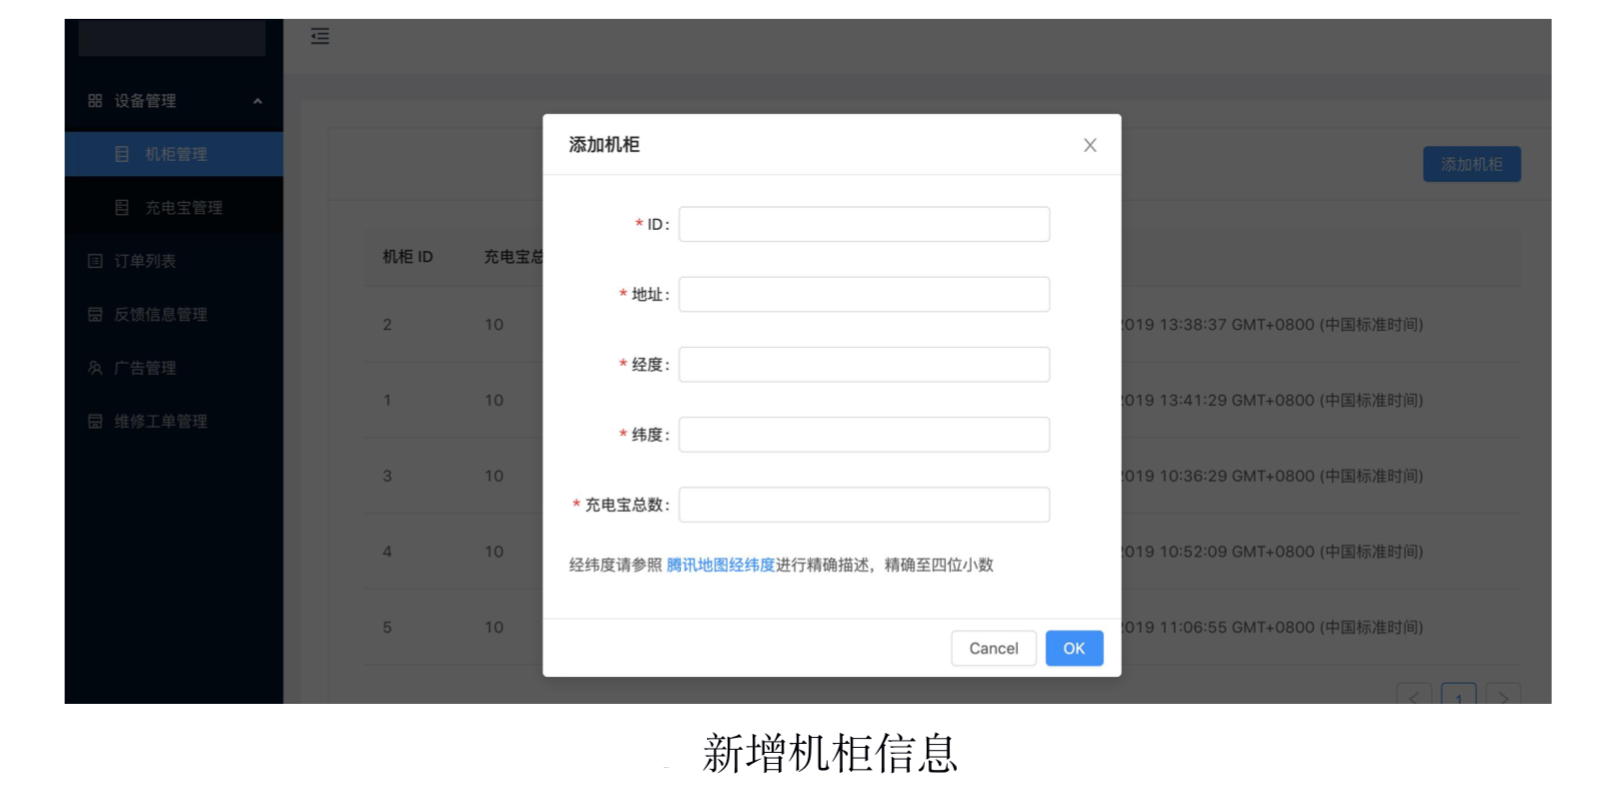 设备管理
机柜管理
充电宝管理
订单列表
反馈信息管理
广告管理
维修工单管理
添加机柜
机柜 ID 充电宝总
2 10 2019 13:38:37 GMT+0800 (中国标准时间)
1 10 2019 13:41:29 GMT+0800 (中国标准时间)
3 10 2019 10:36:29 GMT+0800 (中国标准时间)
4 10 2019 10:52:09 GMT+0800 (中国标准时间)
5 10 2019 11:06:55 GMT+0800 (中国标准时间)
< 1 >
添加机柜 X
* ID:
* 地址:
* 经度:
* 纬度:
* 充电宝总数:
经纬度请参照 腾讯地图经纬度进行精确描述，精确至四位小数
Cancel OK
新增机柜信息